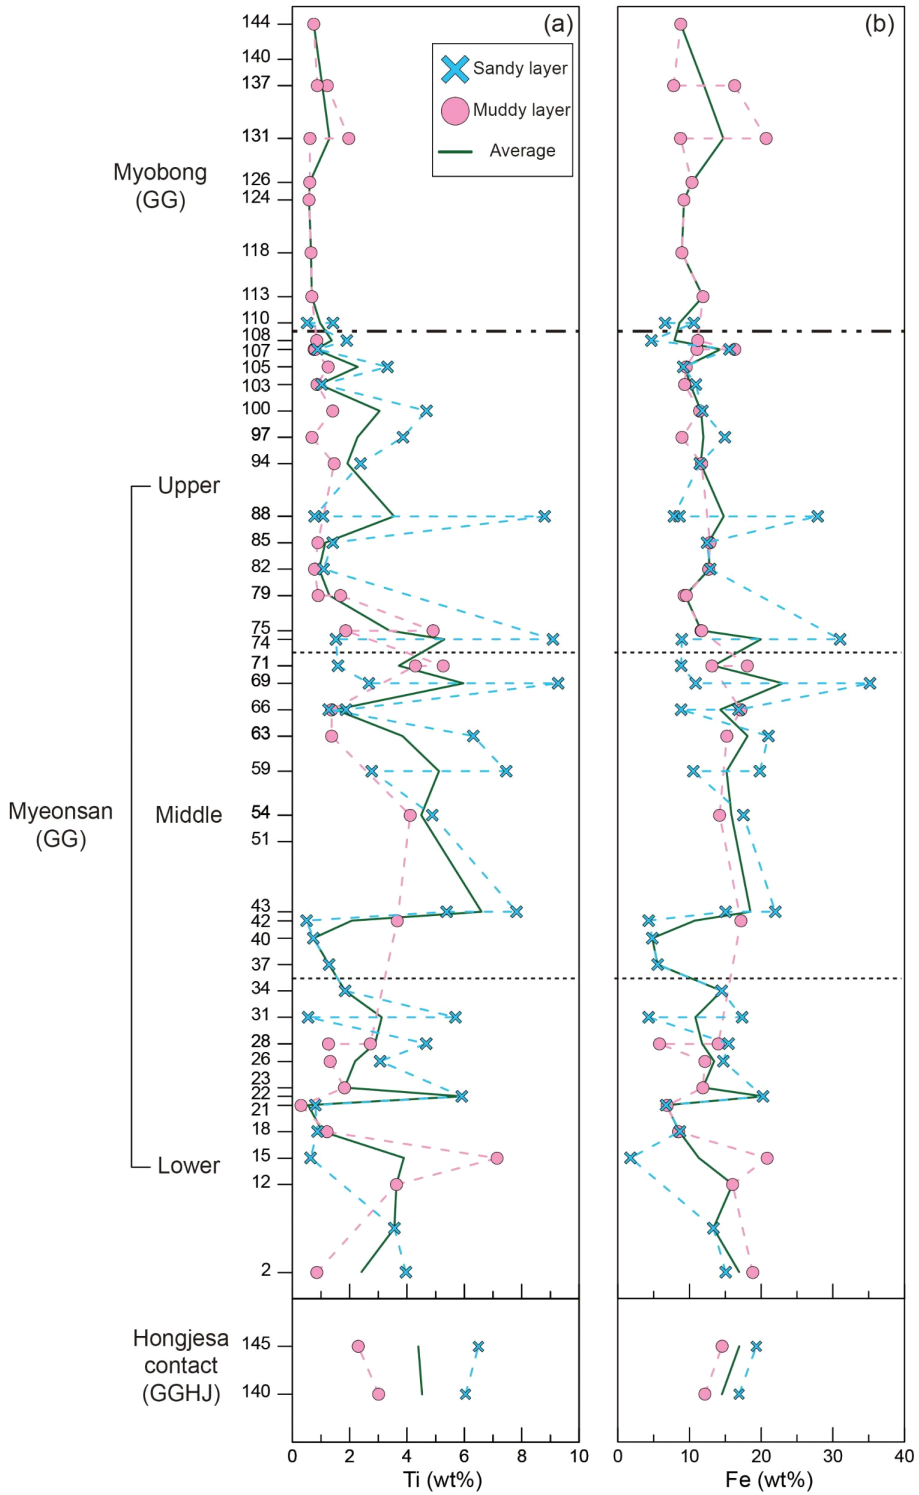 (a)
(b)
Sandy layer
Muddy layer
Average
144
140
137
131
126
124
118
113
110
108
107
105
103
100
97
94
88
85
82
79
75
74
71
69
66
63
59
54
51
43
42
40
37
34
31
28
26
23
22
21
18
15
12
2
145
140
Myobong
(GG)
Upper
Myeonsan
(GG)
Middle
Lower
Hongjesa
contact
(GGHJ)
0 2 4 6 8 10
Ti (wt%)
0 10 20 30 40
Fe (wt%)